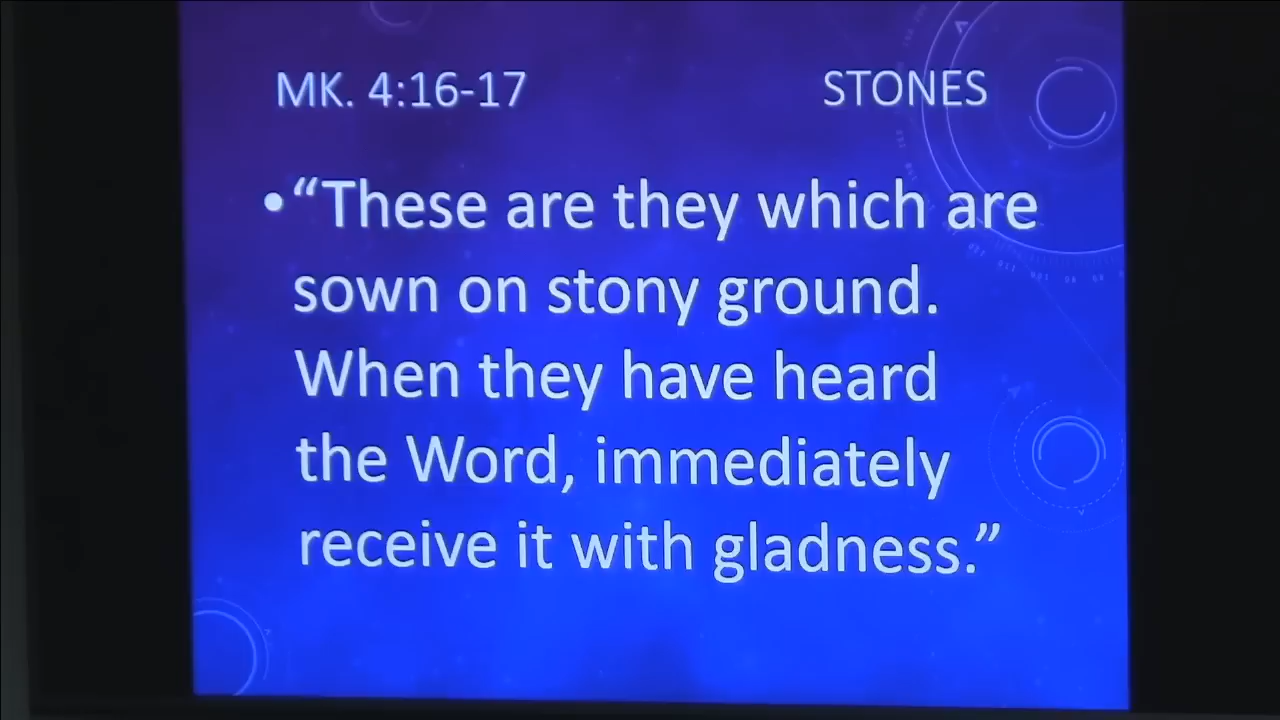 MK. 4:16-17 STONES
•“These are they which are
sown on stony ground.
When they have heard
the Word, immediately
receive it with gladness.”